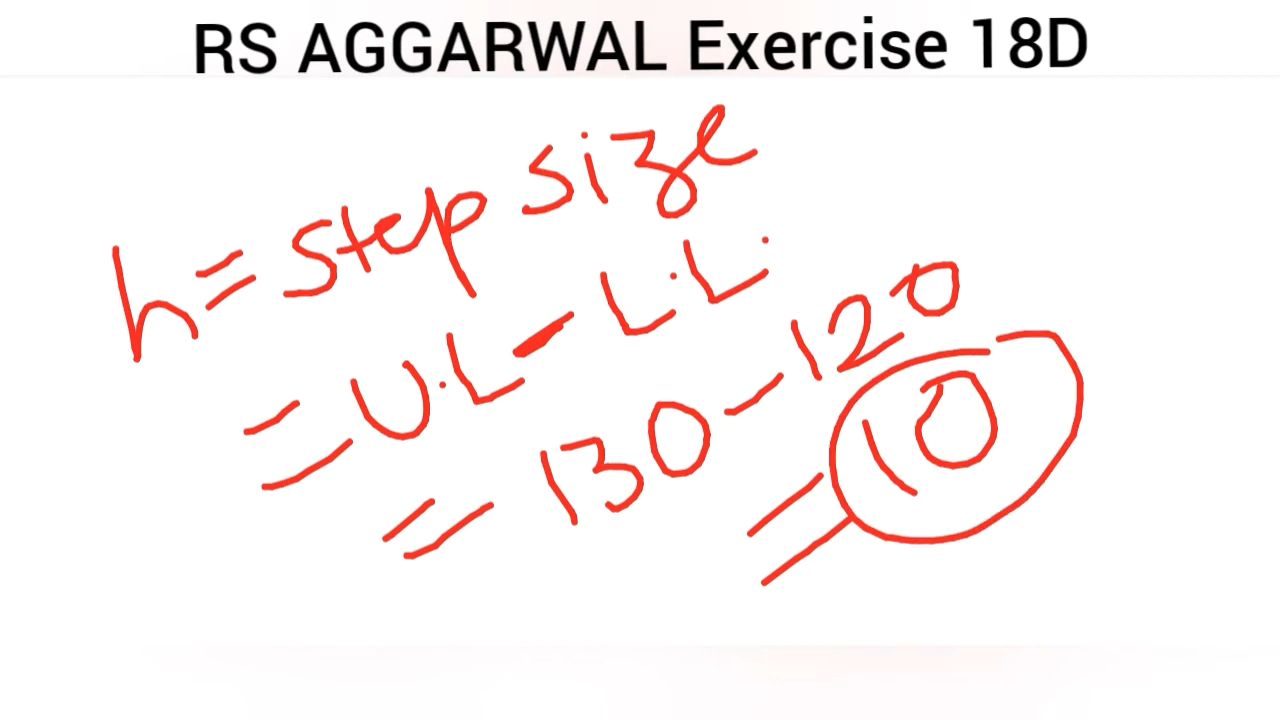 RS AGGARWAL Exercise 18D
h = step size
= U.L - L.L.
= 130 - 120
= 10